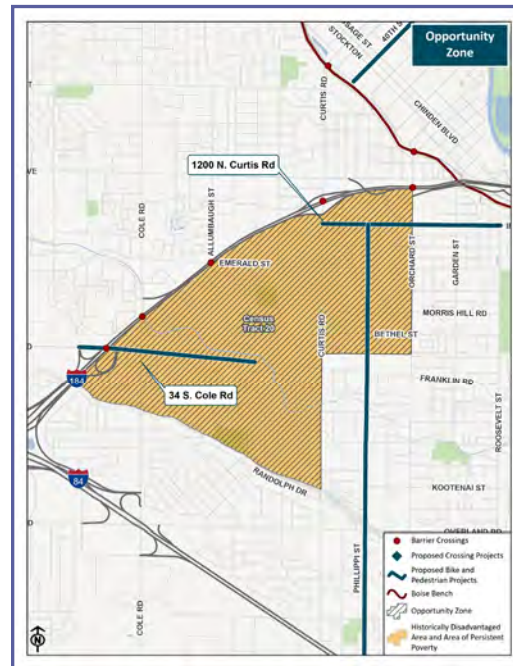 Opportunity
Zone
STOCKTON
CURTIS RD
CHINDEN BLVD
1200 N. Curtis Rd
COLE RD
ALLUMBAUGH ST
EMERALD ST
ORCHARD ST
GARDEN ST
Census
Tract 29
CURTIS RD
MORRIS HILL RD
BETHEL ST
FRANKLIN RD
ROOSEVELT ST
184
34 S. Cole Rd
84
RANDOLPH DR
KOOTENAI ST
OVERLAND RD
PHILLIPPI ST
COLE RD
N
Barrier Crossings
Proposed Crossing Projects
Proposed Bike and
Pedestrian Projects
Boise Bench
Opportunity Zone
Historically Disadvantaged
Area and Area of Persistent
Poverty